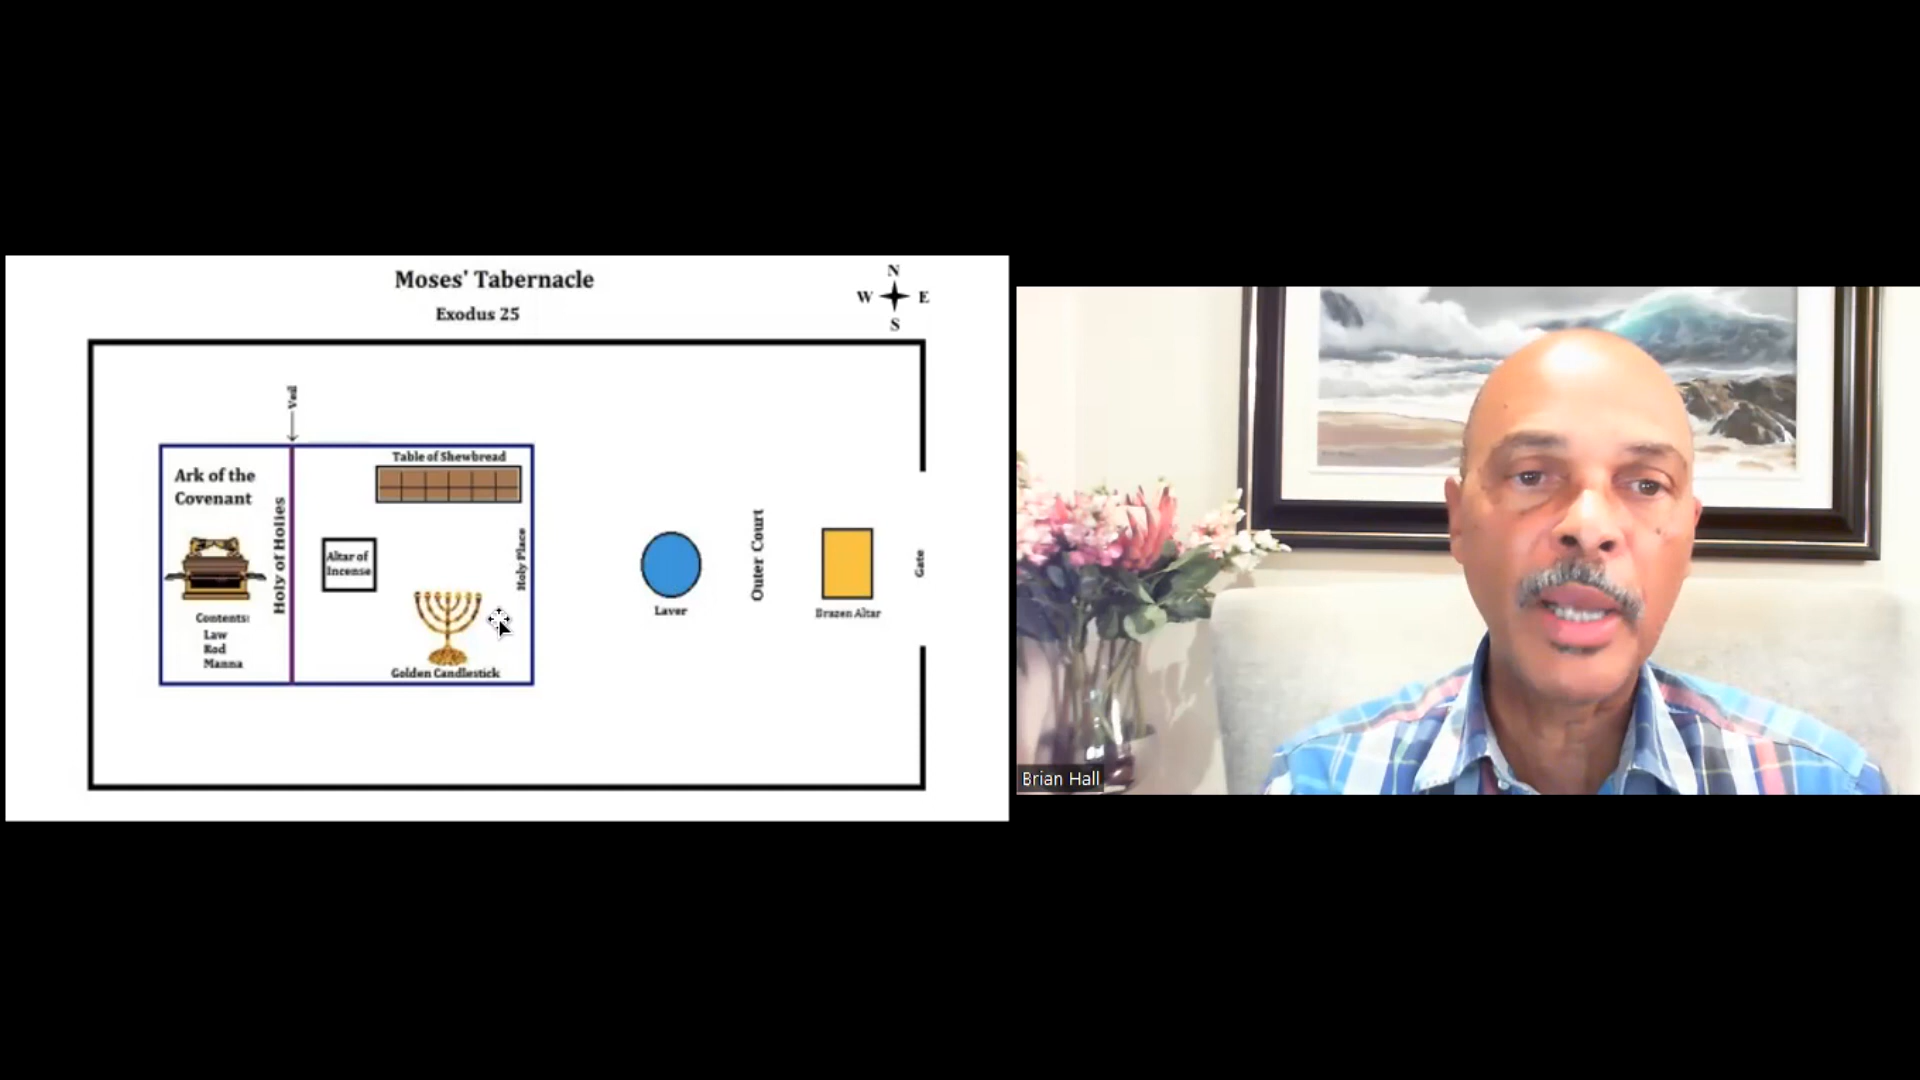 Moses' Tabernacle
Exodus 25
N
W E
S
Vail
Ark of the
Covenant
Holy of Holies
Contents:
Law
Rod
Manna
Table of Shewbread
Altar of
Incense
Holy Place
Golden Candlestick
Laver
Outer Court
Brazen Altar
Gate
Brian Hall